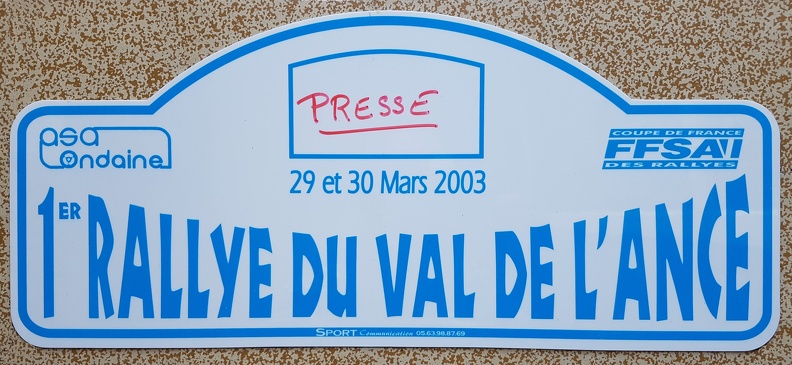 PRESSE
asa
Ondaine
COUPE DE FRANCE
FFSA
DES RALLYES
29 et 30 Mars 2003
1ER RALLYE DU VAL DE L'ANCE
SPORT Communication 05.63.98.87.69